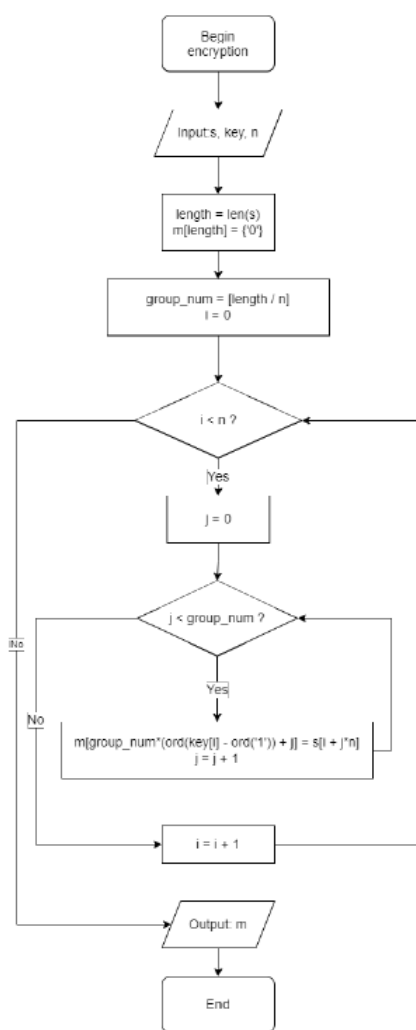 Begin
encryption
Input:s, key, n
length = len(s)
m[length] = {'0'}
group_num = [length / n]
i = 0
i < n ?
Yes
j = 0
No
j < group_num ?
No
Yes
m[group_num*(ord(key[i] - ord('1')) + j] = s[i + j*n]
j = j + 1
i = i + 1
Output: m
End